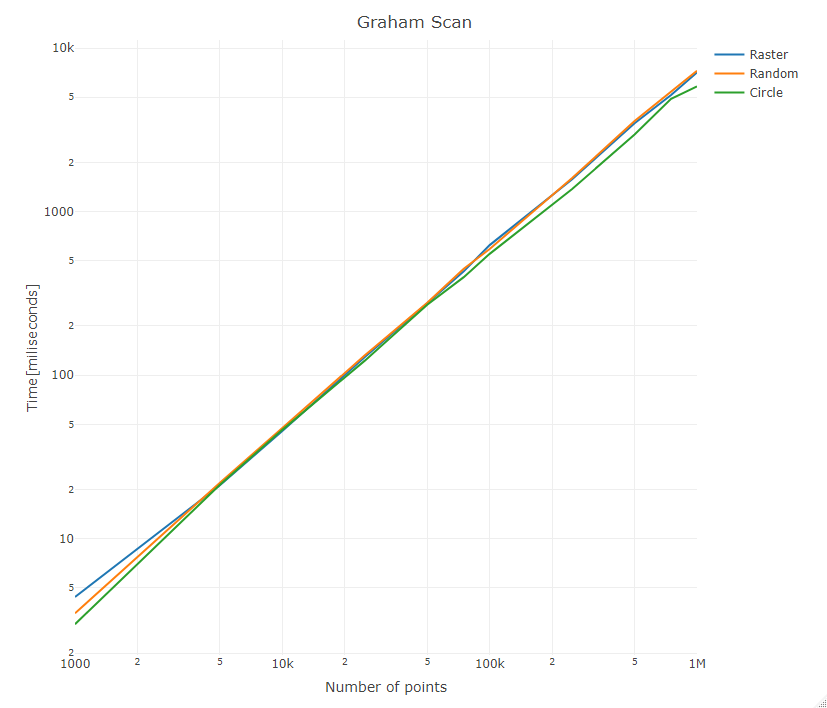 Graham Scan
Raster
Random
Circle
Time[miliseconds]
10k
5
2
1000
5
2
100
5
2
10
5
2
1000
2
5
10k
2
5
100k
2
5
1M
Number of points